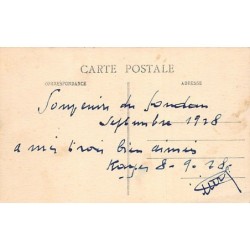 CARTE POSTALE
CORRESPONDANCE ADRESSE
Souvenir du Soudan
Septembre 1928
a mes trois bien aimés
Kayes 8-9-28